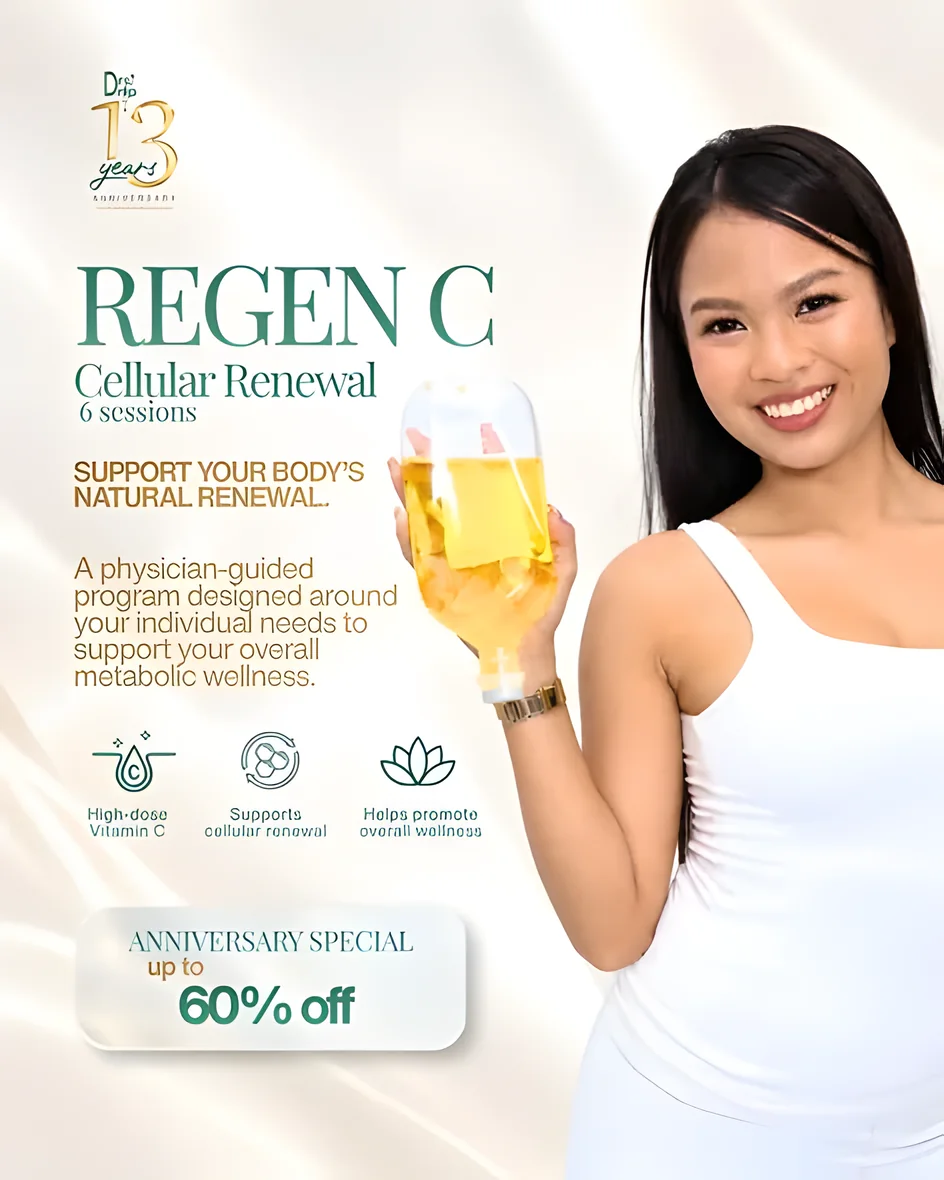 Drs' Drip
13
years
ANNIVERSARY
REGEN C
Cellular Renewal
6 sessions
SUPPORT YOUR BODY'S
NATURAL RENEWAL.
A physician-guided
program designed around
your individual needs to
support your overall
metabolic wellness.
C
High-dose
Vitamin C
Supports
cellular renewal
Helps promote
overall wellness
ANNIVERSARY SPECIAL
up to
60% off